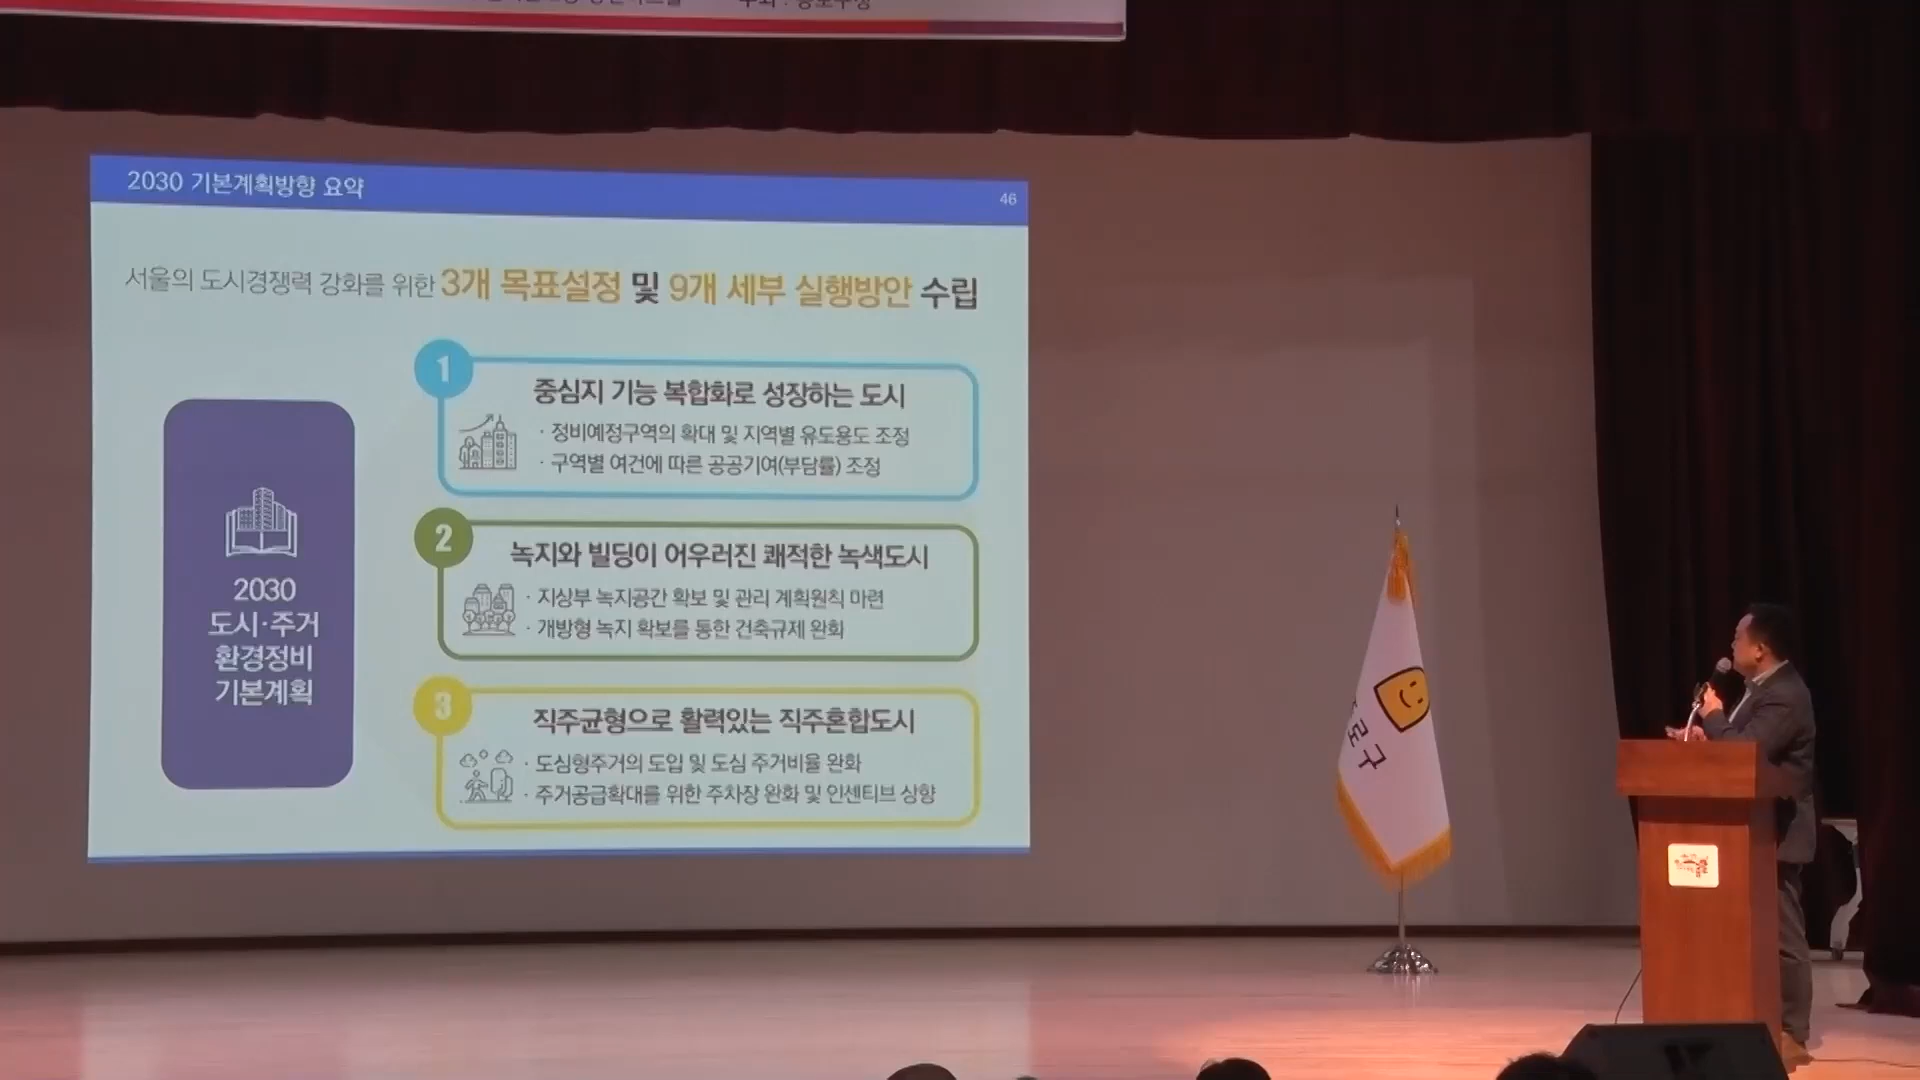 주최 : 종로구청
2030 기본계획방향 요약
46
서울의 도시경쟁력 강화를 위한 3개 목표설정 및 9개 세부 실행방안 수립
2030
도시·주거
환경정비
기본계획
1
중심지 기능 복합화로 성장하는 도시
· 정비예정구역의 확대 및 지역별 유도용도 조정
· 구역별 여건에 따른 공공기여(부담률) 조정
2
녹지와 빌딩이 어우러진 쾌적한 녹색도시
· 지상부 녹지공간 확보 및 관리 계획원칙 마련
· 개방형 녹지 확보를 통한 건축규제 완화
3
직주균형으로 활력있는 직주혼합도시
· 도심형주거의 도입 및 도심 주거비율 완화
· 주거공급확대를 위한 주차장 완화 및 인센티브 상향
로구